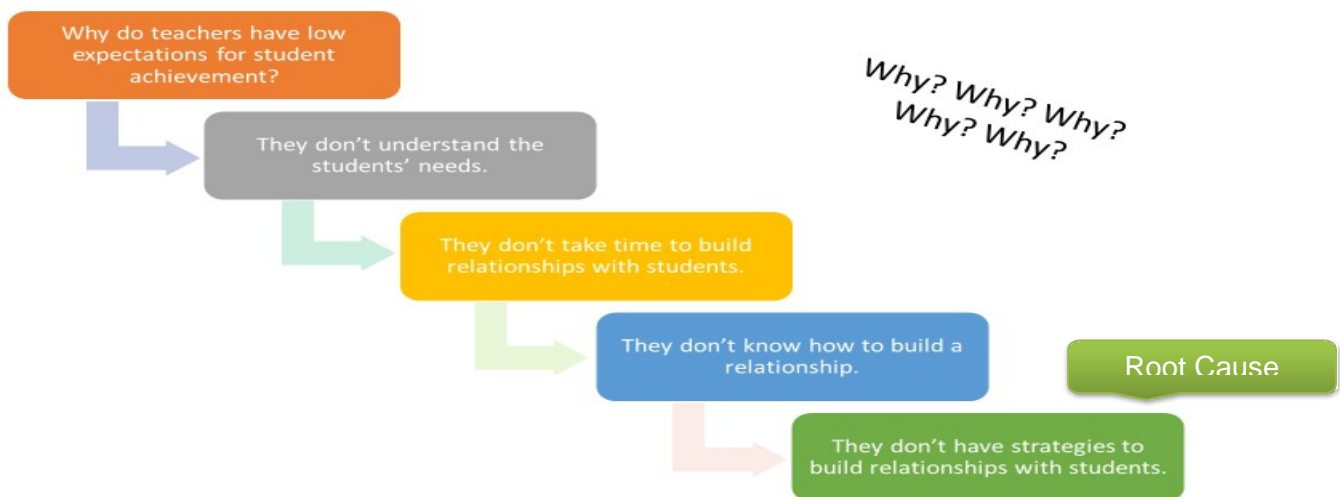 Why do teachers have low
expectations for student
achievement?
Why? Why? Why?
Why? Why?
They don’t understand the
students’ needs.
They don’t take time to build
relationships with students.
They don’t know how to build a
relationship.
Root Cause
They don’t have strategies to
build relationships with students.